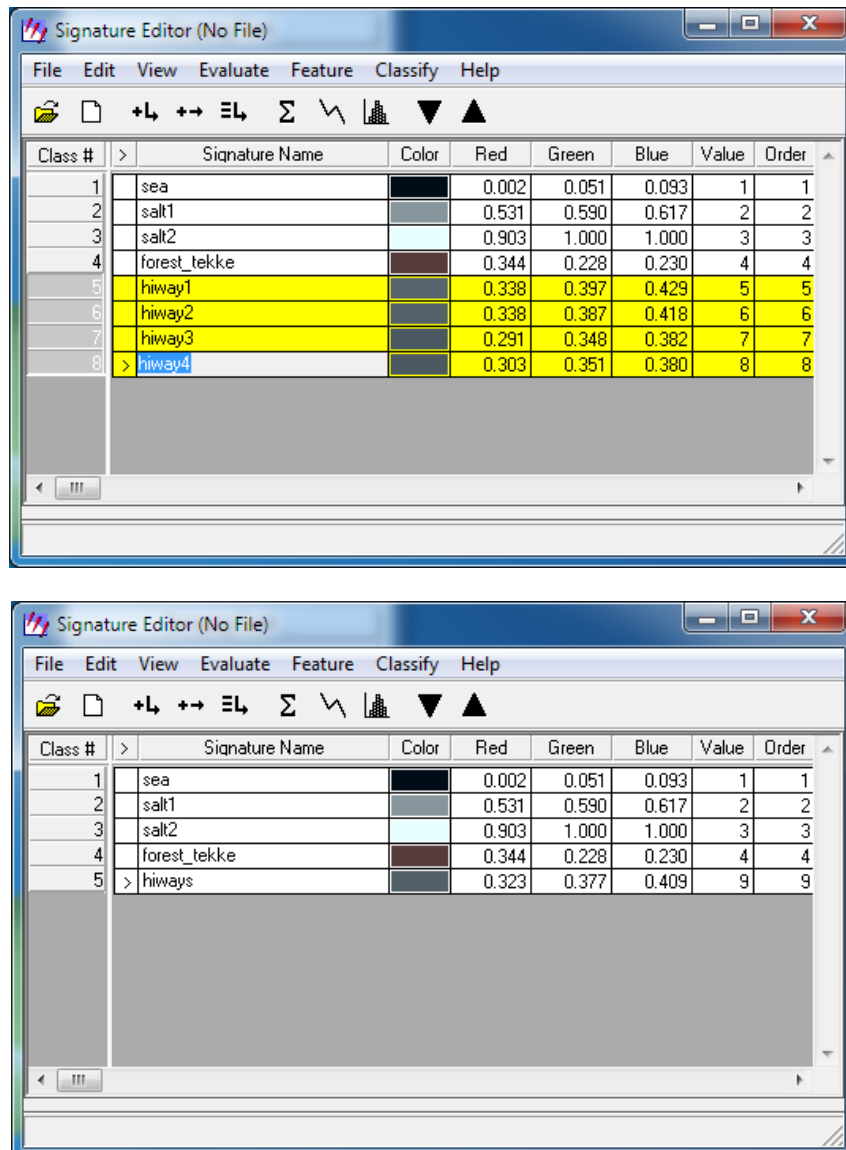 Signature Editor (No File)
File Edit View Evaluate Feature Classify Help
Class # > Signature Name Color Red Green Blue Value Order
1 sea 0.002 0.051 0.093 1 1
2 salt1 0.531 0.590 0.617 2 2
3 salt2 0.903 1.000 1.000 3 3
4 forest_tekke 0.344 0.228 0.230 4 4
5 hiway1 0.338 0.397 0.429 5 5
6 hiway2 0.338 0.387 0.418 6 6
7 hiway3 0.291 0.348 0.382 7 7
8 > hiway4 0.303 0.351 0.380 8 8
Signature Editor (No File)
File Edit View Evaluate Feature Classify Help
Class # > Signature Name Color Red Green Blue Value Order
1 sea 0.002 0.051 0.093 1 1
2 salt1 0.531 0.590 0.617 2 2
3 salt2 0.903 1.000 1.000 3 3
4 forest_tekke 0.344 0.228 0.230 4 4
5 > hiways 0.323 0.377 0.409 9 9